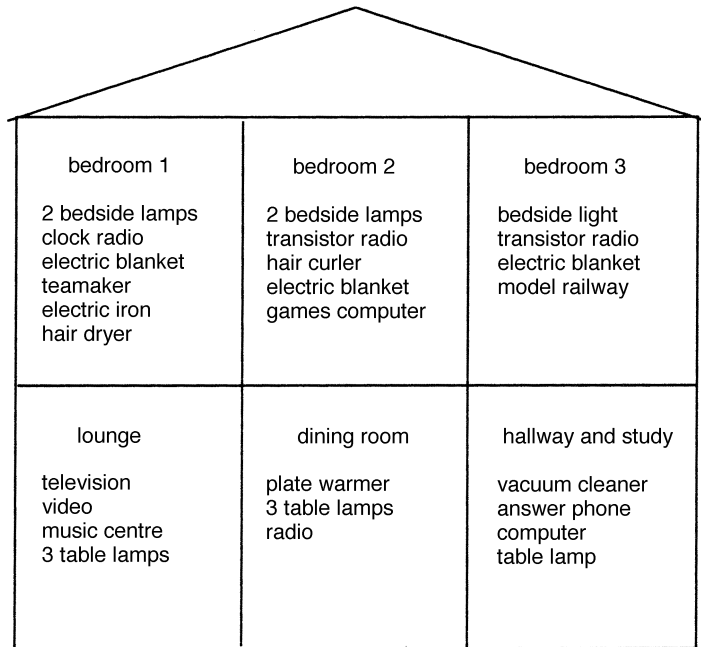 bedroom 1
2 bedside lamps
clock radio
electric blanket
teamaker
electric iron
hair dryer
bedroom 2
2 bedside lamps
transistor radio
hair curler
electric blanket
games computer
bedroom 3
bedside light
transistor radio
electric blanket
model railway
lounge
television
video
music centre
3 table lamps
dining room
plate warmer
3 table lamps
radio
hallway and study
vacuum cleaner
answer phone
computer
table lamp